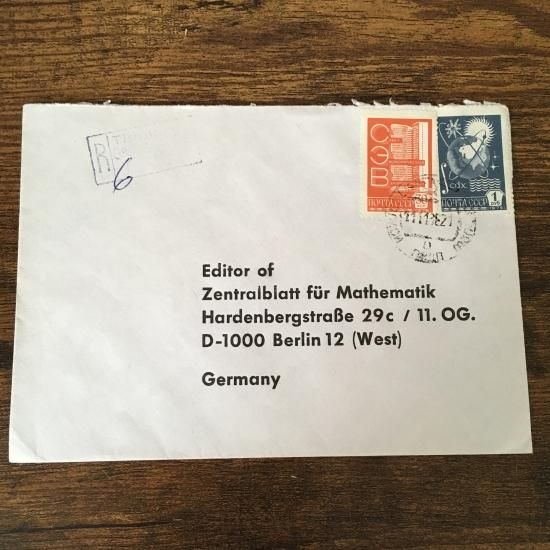 R
6
СЭВ
ПОЧТА СССР
ПОЧТА СССР
1
Editor of
Zentralblatt für Mathematik
Hardenbergstraße 29c / 11. OG.
D-1000 Berlin 12 (West)
Germany